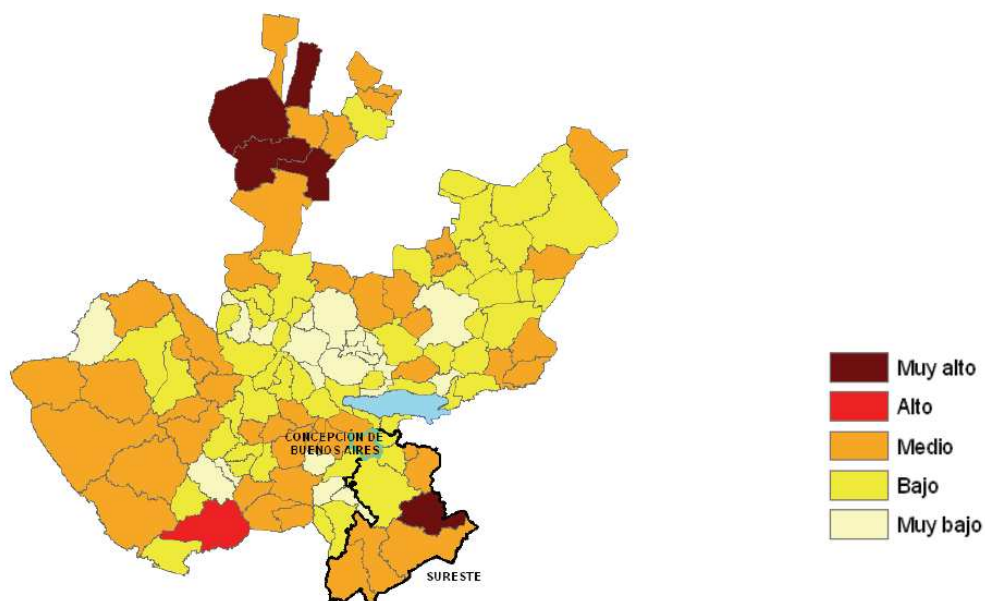 CONCEPCIÓN DE
BUENOS AIRES
SURESTE
Muy alto
Alto
Medio
Bajo
Muy bajo